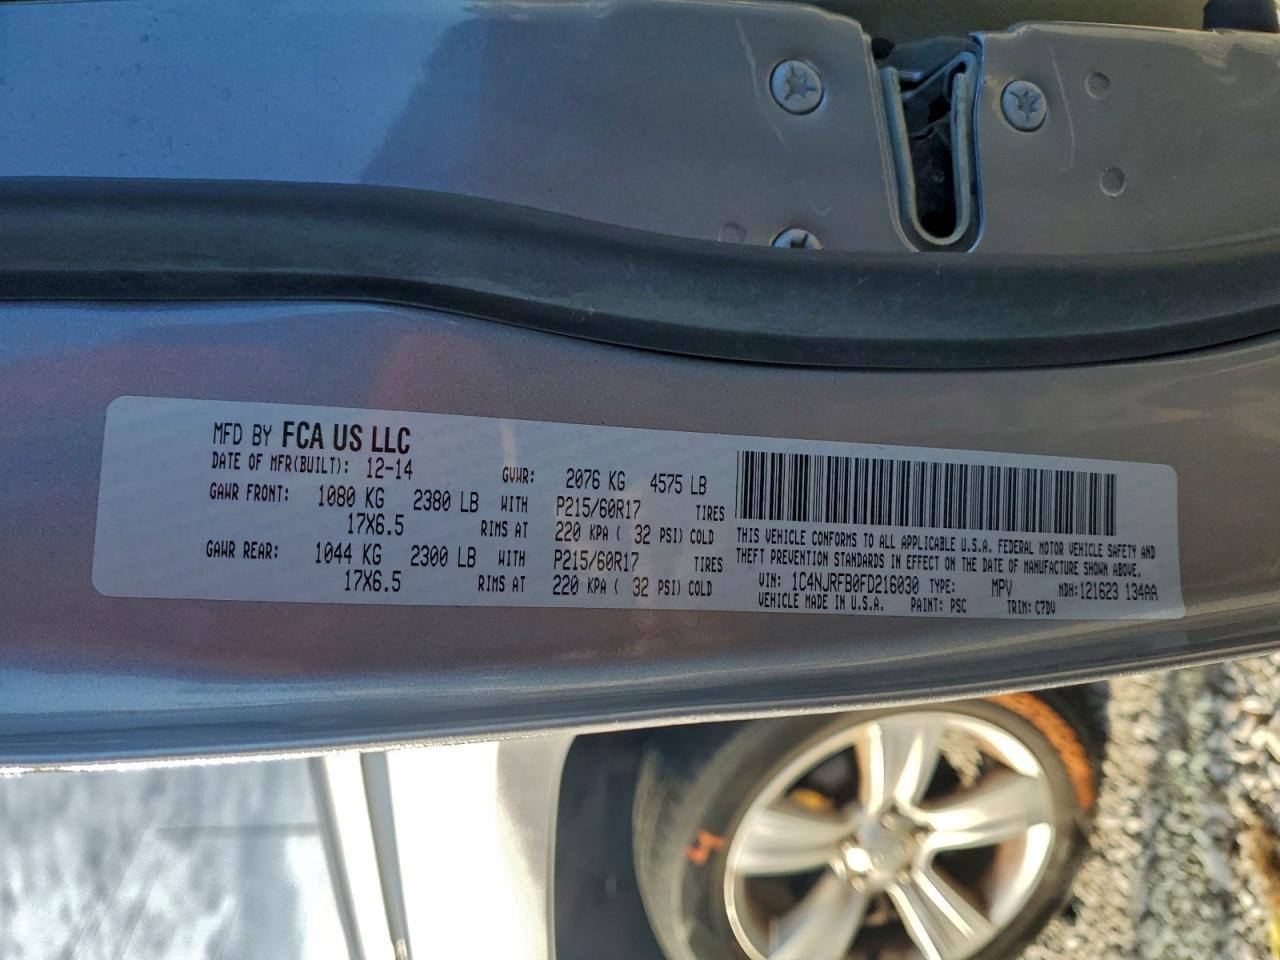 MFD BY FCA US LLC
DATE OF MFR(BUILT): 12-14 GVWR: 2076 KG 4575 LB
GAWR FRONT: 1080 KG 2380 LB WITH P215/60R17 TIRES
17X6.5 RIMS AT 220 KPA ( 32 PSI) COLD
GAWR REAR: 1044 KG 2300 LB WITH P215/60R17 TIRES
17X6.5 RIMS AT 220 KPA ( 32 PSI) COLD
THIS VEHICLE CONFORMS TO ALL APPLICABLE U.S.A. FEDERAL MOTOR VEHICLE SAFETY AND
THEFT PREVENTION STANDARDS IN EFFECT ON THE DATE OF MANUFACTURE SHOWN ABOVE.
VIN: 1C4NJRFB0FD216030 TYPE: MPV MDH:121623 134AA
VEHICLE MADE IN U.S.A. PAINT: PSC TRIM: C7DV